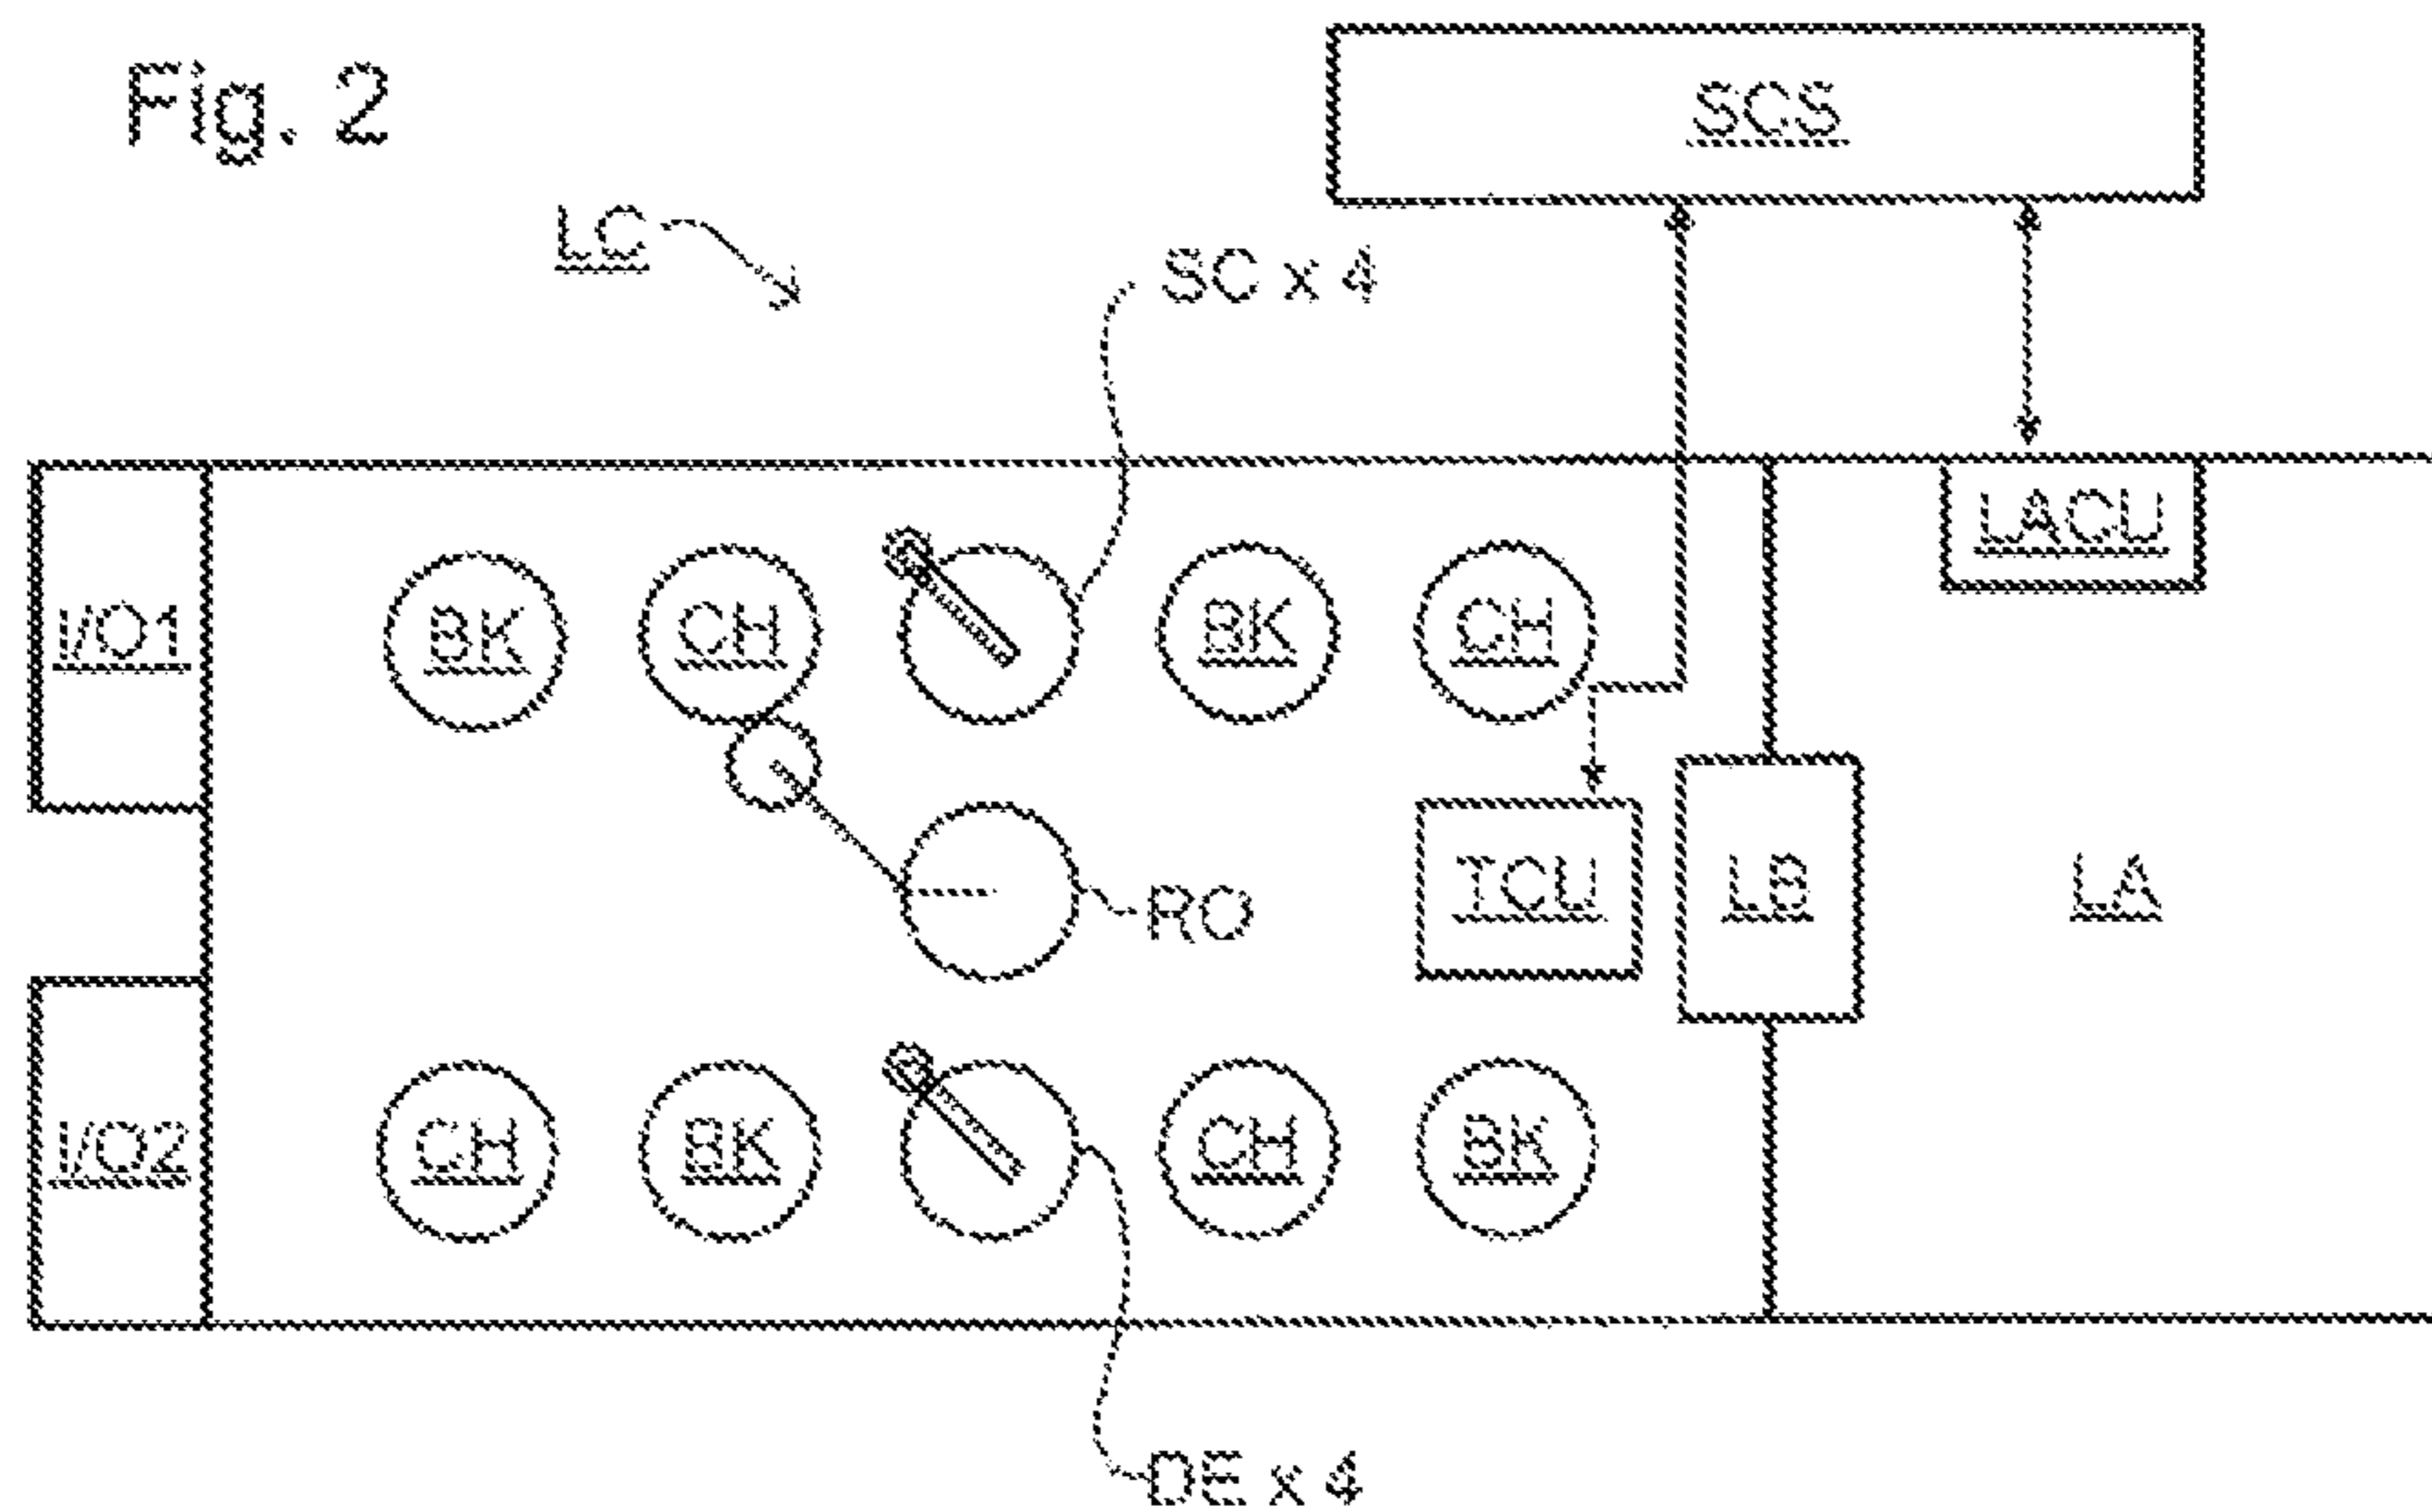 Fig. 2
SCS
LC
SC x 4
LACU
I/O1
BK
CH
BK
CH
RO
TCU
LB
LA
I/O2
CH
BK
CH
BK
DE x 4